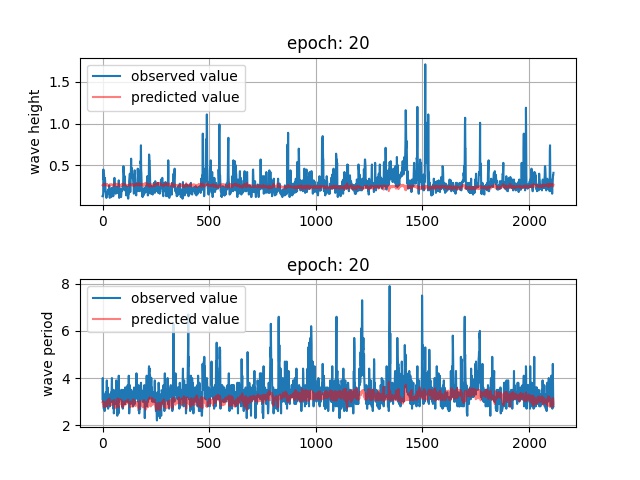 epoch: 20
wave height
1.5
1.0
0.5
observed value
predicted value
0 500 1000 1500 2000
epoch: 20
wave period
8
6
4
2
observed value
predicted value
0 500 1000 1500 2000